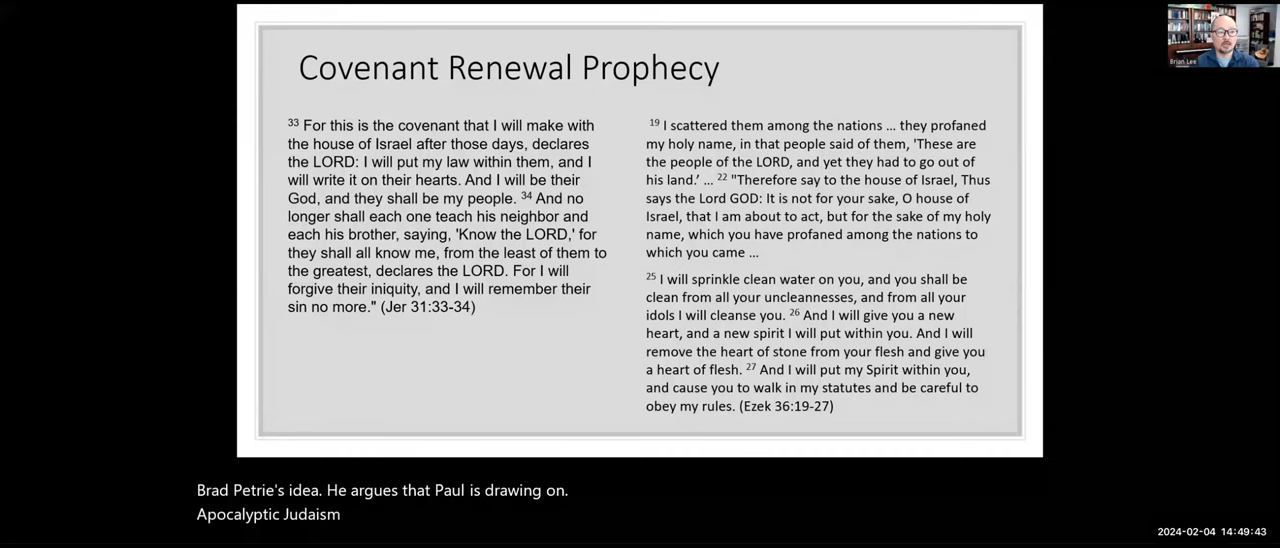 Covenant Renewal Prophecy
33 For this is the covenant that I will make with
the house of Israel after those days, declares
the LORD: I will put my law within them, and I
will write it on their hearts. And I will be their
God, and they shall be my people. 34 And no
longer shall each one teach his neighbor and
each his brother, saying, 'Know the LORD,' for
they shall all know me, from the least of them to
the greatest, declares the LORD. For I will
forgive their iniquity, and I will remember their
sin no more." (Jer 31:33-34)
19 I scattered them among the nations … they profaned
my holy name, in that people said of them, 'These are
the people of the LORD, and yet they had to go out of
his land.' … 22 "Therefore say to the house of Israel, Thus
says the Lord GOD: It is not for your sake, O house of
Israel, that I am about to act, but for the sake of my holy
name, which you have profaned among the nations to
which you came …
25 I will sprinkle clean water on you, and you shall be
clean from all your uncleannesses, and from all your
idols I will cleanse you. 26 And I will give you a new
heart, and a new spirit I will put within you. And I will
remove the heart of stone from your flesh and give you
a heart of flesh. 27 And I will put my Spirit within you,
and cause you to walk in my statutes and be careful to
obey my rules. (Ezek 36:19-27)
Brian Lee
Brad Petrie's idea. He argues that Paul is drawing on.
Apocalyptic Judaism
2024-02-04 14:49:43